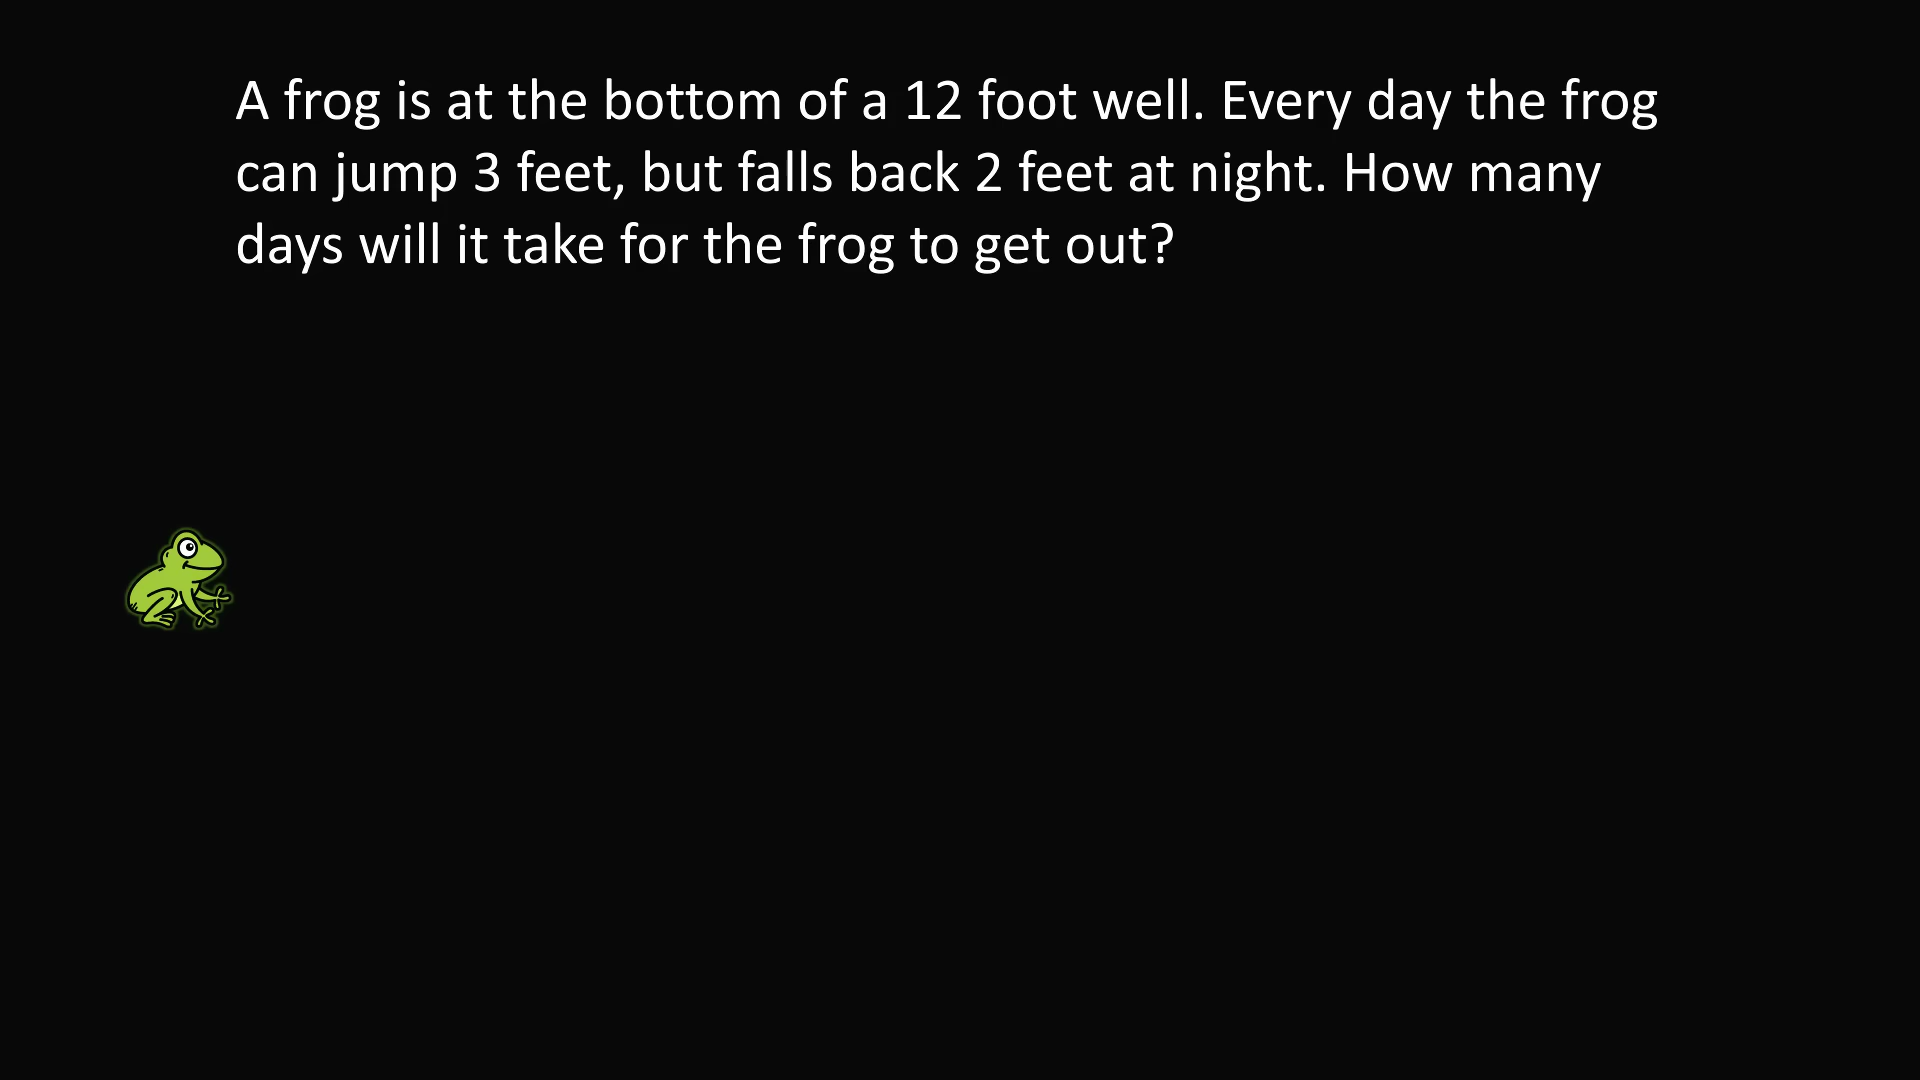 A frog is at the bottom of a 12 foot well. Every day the frog
can jump 3 feet, but falls back 2 feet at night. How many
days will it take for the frog to get out?